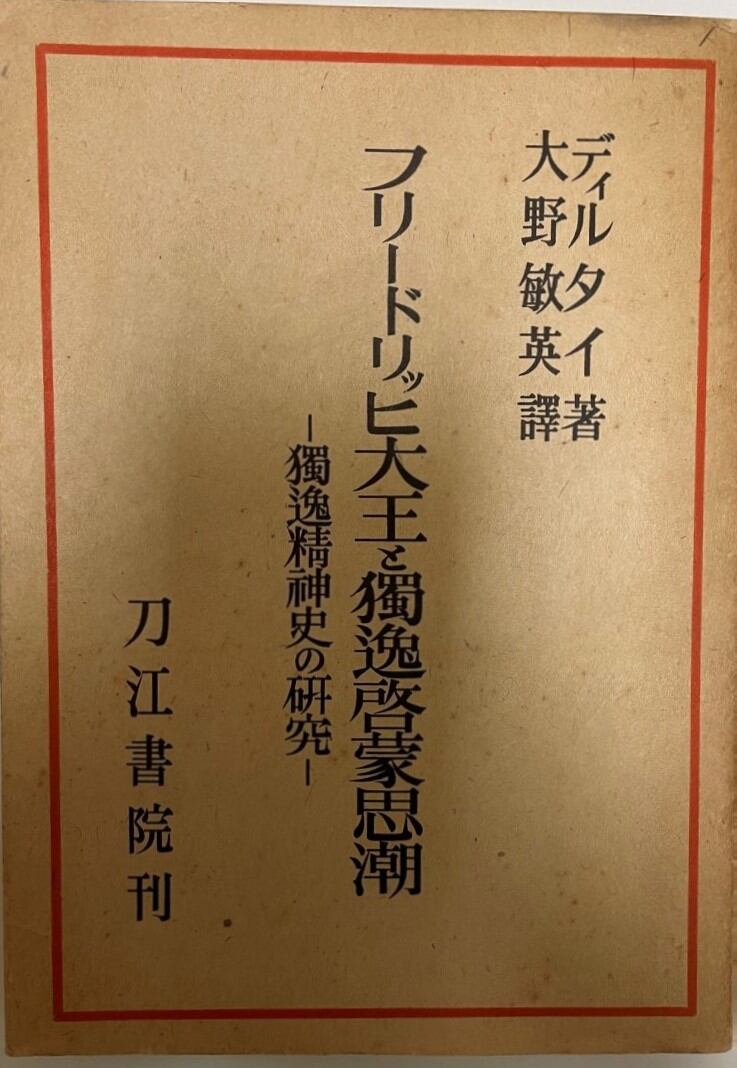 ディルタイ著
大野敏英譯
フリードリッヒ大王と獨逸啓蒙思潮
―獨逸精神史の研究―
刀江書院刊